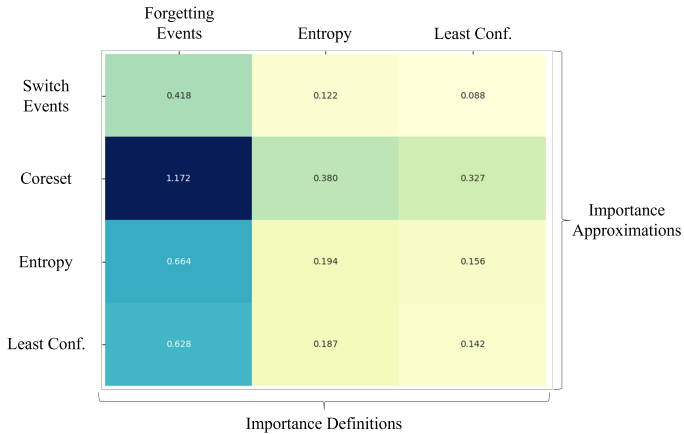 Forgetting
Events
Entropy
Least Conf.
Switch
Events
0.418
0.122
0.088
Coreset
1.172
0.380
0.327
Importance
Approximations
Entropy
0.664
0.194
0.156
Least Conf.
0.628
0.187
0.142
Importance Definitions